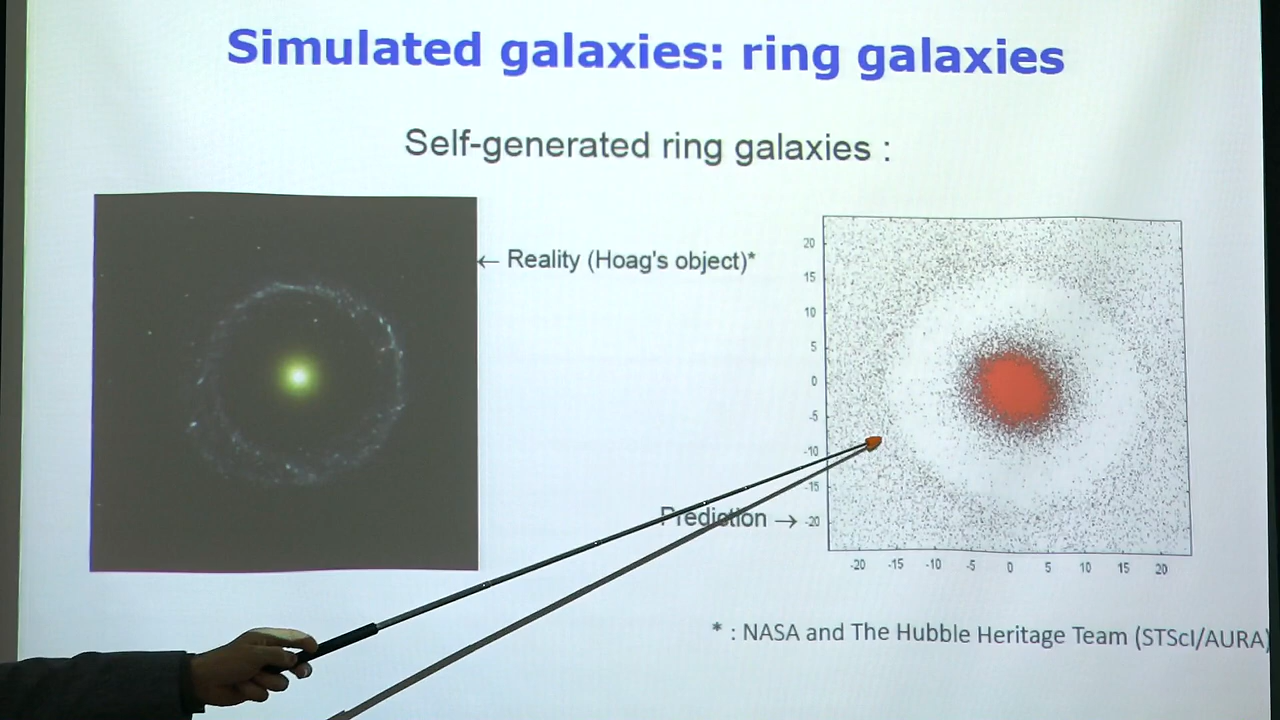 Simulated galaxies: ring galaxies
Self-generated ring galaxies :
← Reality (Hoag's object)*
20
15
10
5
0
-5
-10
-15
Prediction → -20
-20 -15 -10 -5 0 5 10 15 20
* : NASA and The Hubble Heritage Team (STScI/AURA)